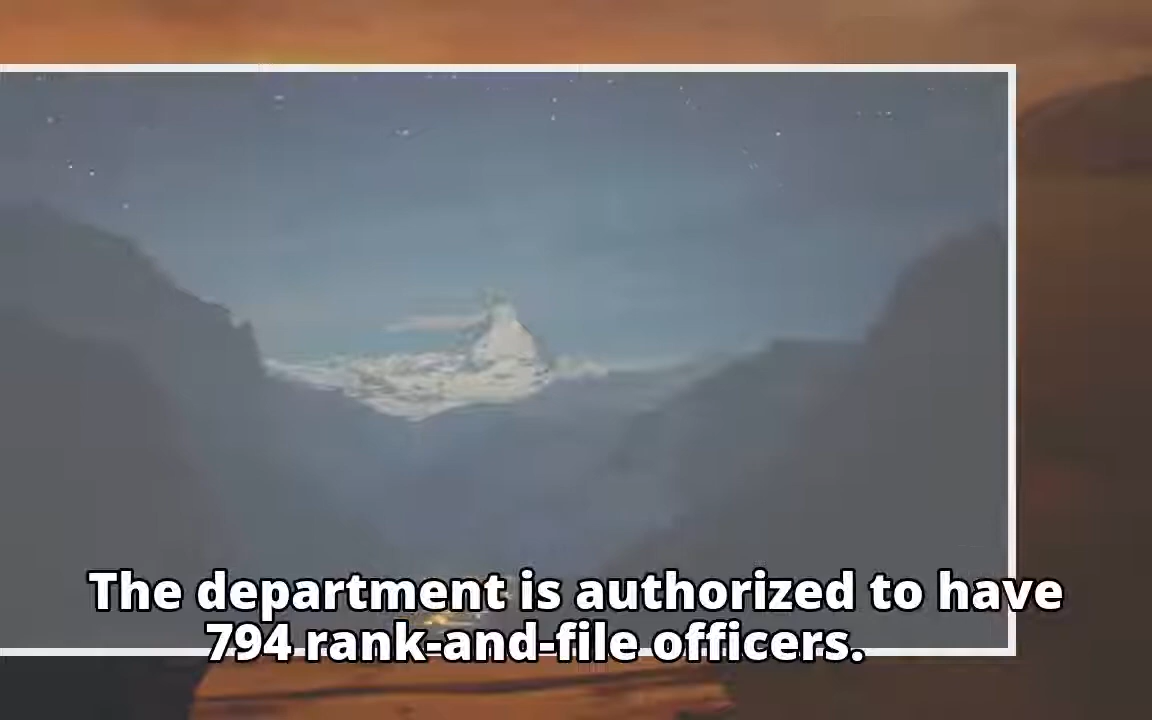 The department is authorized to have
794 rank-and-file officers.